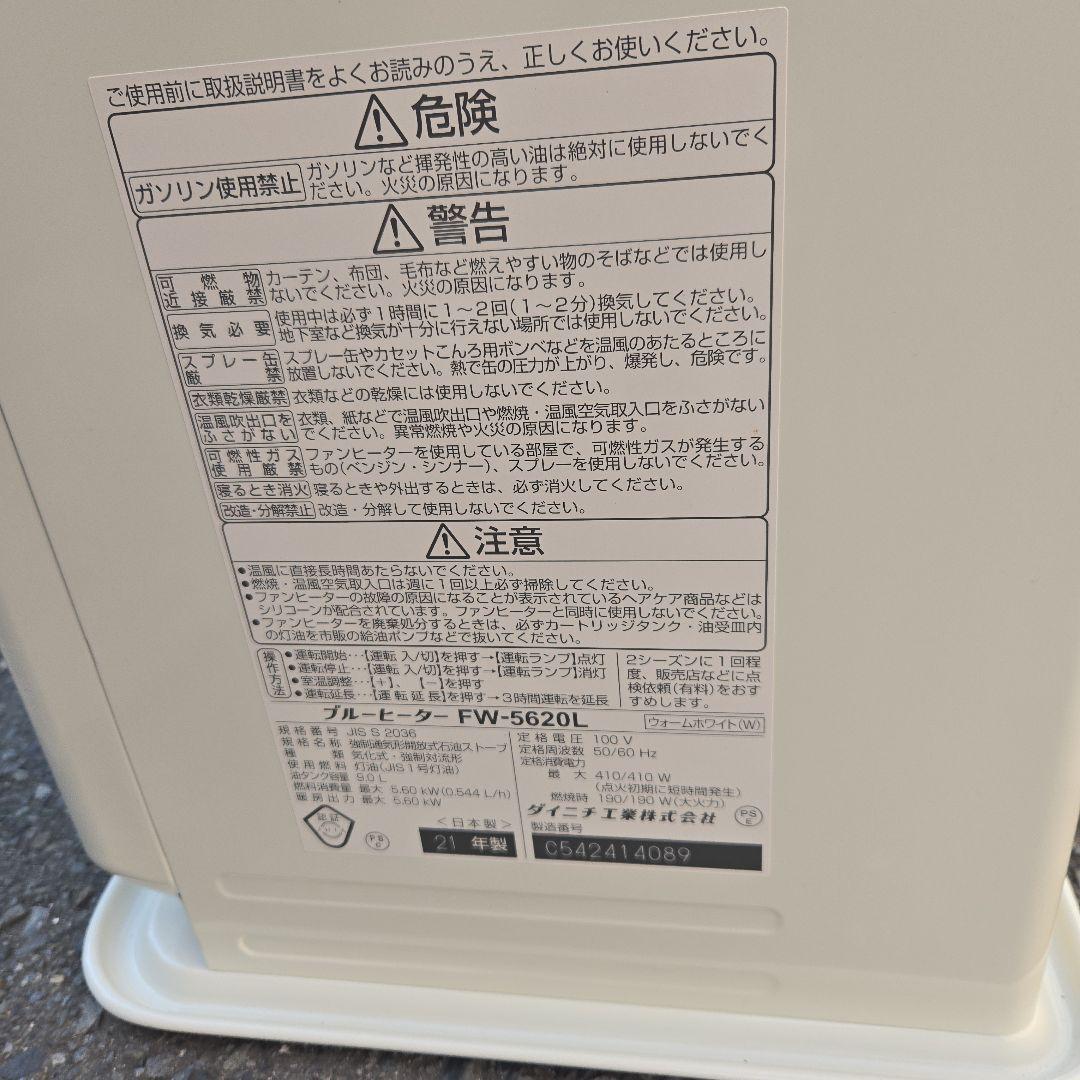 ご使用前に取扱説明書をよくお読みのうえ、正しくお使いください。
危険
ガソリン使用禁止 ガソリンなど揮発性の高い油は絶対に使用しないでく
ださい。火災の原因になります。
警告
可燃物 カーテン、布団、毛布など燃えやすい物のそばなどでは使用し
近接厳禁 ないでください。火災の原因になります。
換気必要 使用中は必ず1時間に1〜2回(1〜2分)換気してください。
地下室など換気が十分に行えない場所では使用しないでください。
スプレー缶 スプレー缶やカセットこんろ用ボンベなどを温風のあたるところに
厳禁 放置しないでください。熱で缶の圧力が上がり、爆発し、危険です。
衣類乾燥厳禁 衣類などの乾燥には使用しないでください。
温風吹出口を 衣類、紙などで温風吹出口や燃焼・温風空気取入口をふさがない
ふさがない でください。異常燃焼や火災の原因になります。
可燃性ガス ファンヒーターを使用している部屋で、可燃性ガスが発生する
使用厳禁 もの(ベンジン・シンナー)、スプレーを使用しないでください。
寝るとき消火 寝るときや外出するときは、必ず消火してください。
改造・分解禁止 改造・分解して使用しないでください。
注意
●温風に直接長時間あたらないでください。
●燃焼・温風空気取入口は週に1回以上必ず掃除してください。
●ファンヒーターの故障の原因になることが表示されているヘアケア商品などは
シリコーンが配合されています。ファンヒーターと同時に使用しないでください。
●ファンヒーターを廃棄処分するときは、必ずカートリッジタンク・油受皿内
の灯油を市販の給油ポンプなどで抜いてください。
操作方法
●運転開始…【運転 入/切】を押す→【運転ランプ】点灯
●運転停止…【運転 入/切】を押す→【運転ランプ】消灯
●室温調整…【+】、【−】を押す
●運転延長…【運転延長】を押す→3時間運転を延長
2シーズンに1回程
度、販売店などに点
検依頼(有料)をおす
すめします。
ブルーヒーター FW-5620L ウォームホワイト(W)
規格番号 JIS S 2036
規格名称 強制通気形開放式石油ストーブ
種類 気化式・強制対流形
使用燃料 灯油(JIS1号灯油)
油タンク容量 9.0 L
燃料消費量 最大 5.60 kW(0.544 L/h)
暖房出力 最大 5.60 kW
定格電圧 100 V
定格周波数 50/60 Hz
定格消費電力
最大 410/410 W
(点火初期に短時間発生)
燃焼時 190/190 W(大火力)
ダイニチ工業株式会社
PS E
認証
PS C
<日本製>
21 年製
製造番号
C542414089